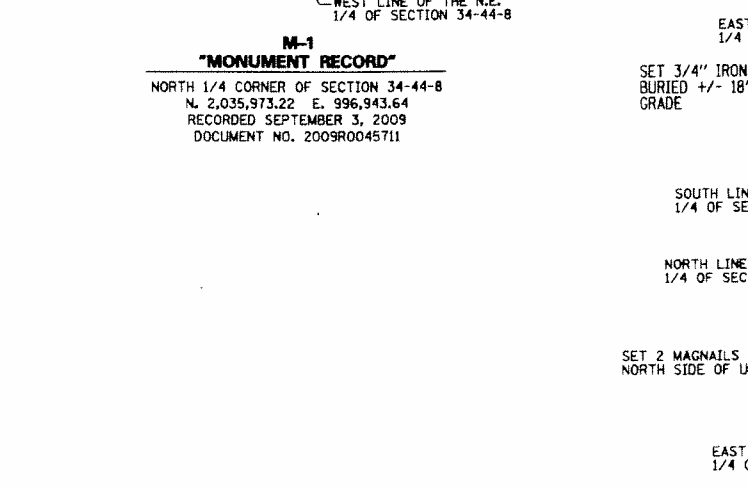 WEST LINE OF THE N.E.
1/4 OF SECTION 34-44-8
M-1
"MONUMENT RECORD"
NORTH 1/4 CORNER OF SECTION 34-44-8
N. 2,035,973.22 E. 996,943.64
RECORDED SEPTEMBER 3, 2009
DOCUMENT NO. 2009R0045711
EAST
1/4
SET 3/4" IRON
BURIED +/- 18"
GRADE
SOUTH LIN
1/4 OF SE
NORTH LINE
1/4 OF SEC
SET 2 MAGNAILS
NORTH SIDE OF U
EAST
1/4